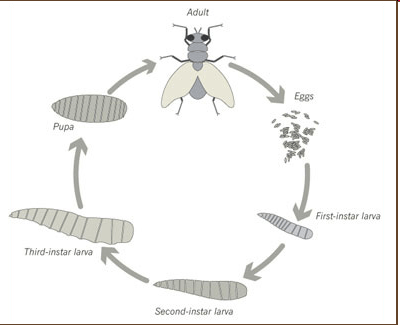 Adult
Eggs
First-instar larva
Second-instar larva
Third-instar larva
Pupa